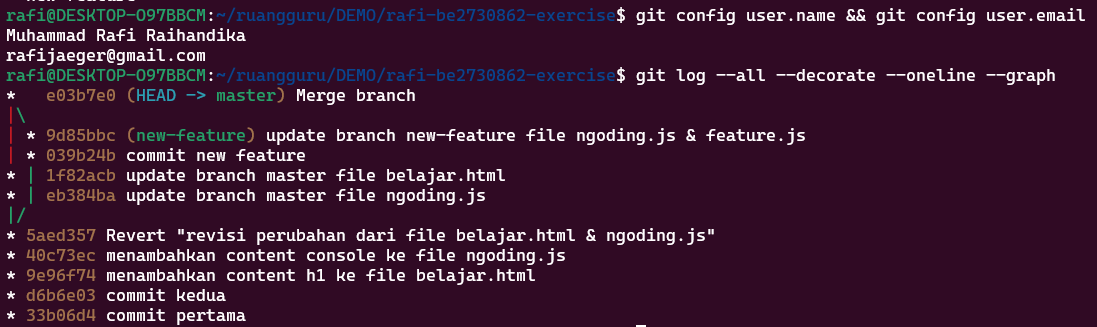 rafi@DESKTOP-O97BBCM:~/ruangguru/DEMO/rafi-be2730862-exercise$ git config user.name && git config user.email
Muhammad Rafi Raihandika
rafijaeger@gmail.com
rafi@DESKTOP-O97BBCM:~/ruangguru/DEMO/rafi-be2730862-exercise$ git log --all --decorate --oneline --graph
*   e03b7e0 (HEAD -> master) Merge branch
|\
| * 9d85bbc (new-feature) update branch new-feature file ngoding.js & feature.js
| * 039b24b commit new feature
* | 1f82acb update branch master file belajar.html
* | eb384ba update branch master file ngoding.js
|/
* 5aed357 Revert "revisi perubahan dari file belajar.html & ngoding.js"
* 40c73ec menambahkan content console ke file ngoding.js
* 9e96f74 menambahkan content h1 ke file belajar.html
* d6b6e03 commit kedua
* 33b06d4 commit pertama